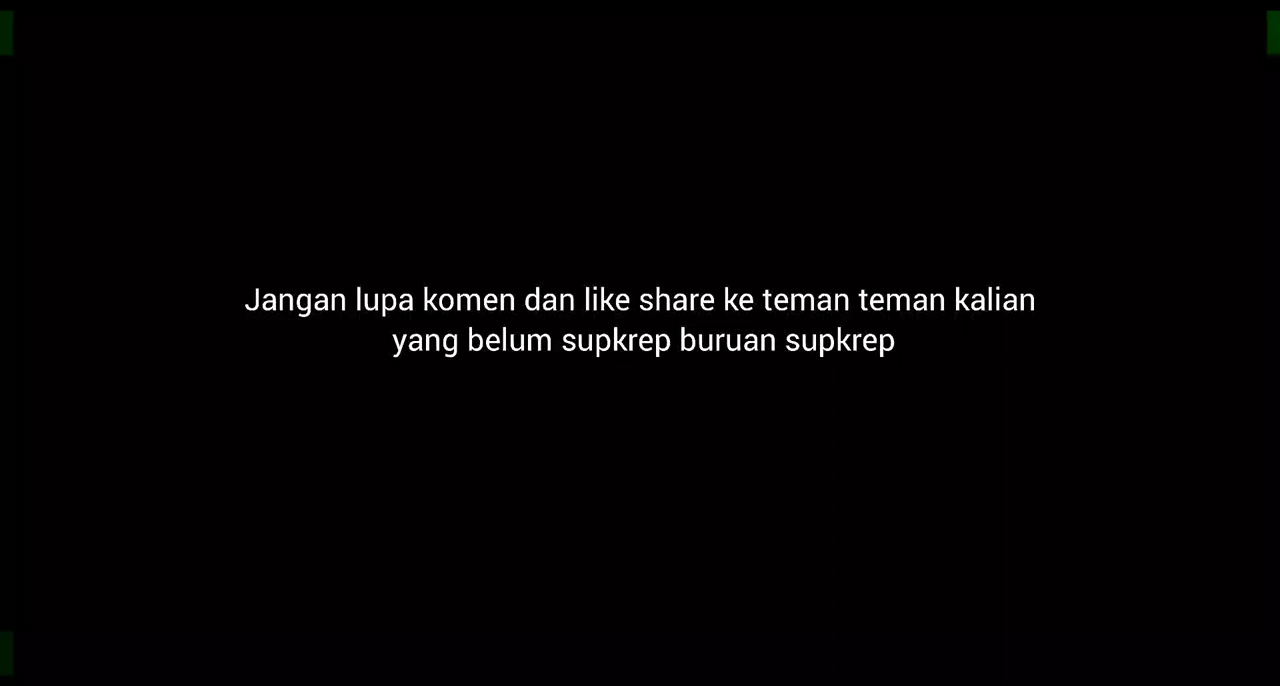 Jangan lupa komen dan like share ke teman teman kalian
yang belum supkrep buruan supkrep